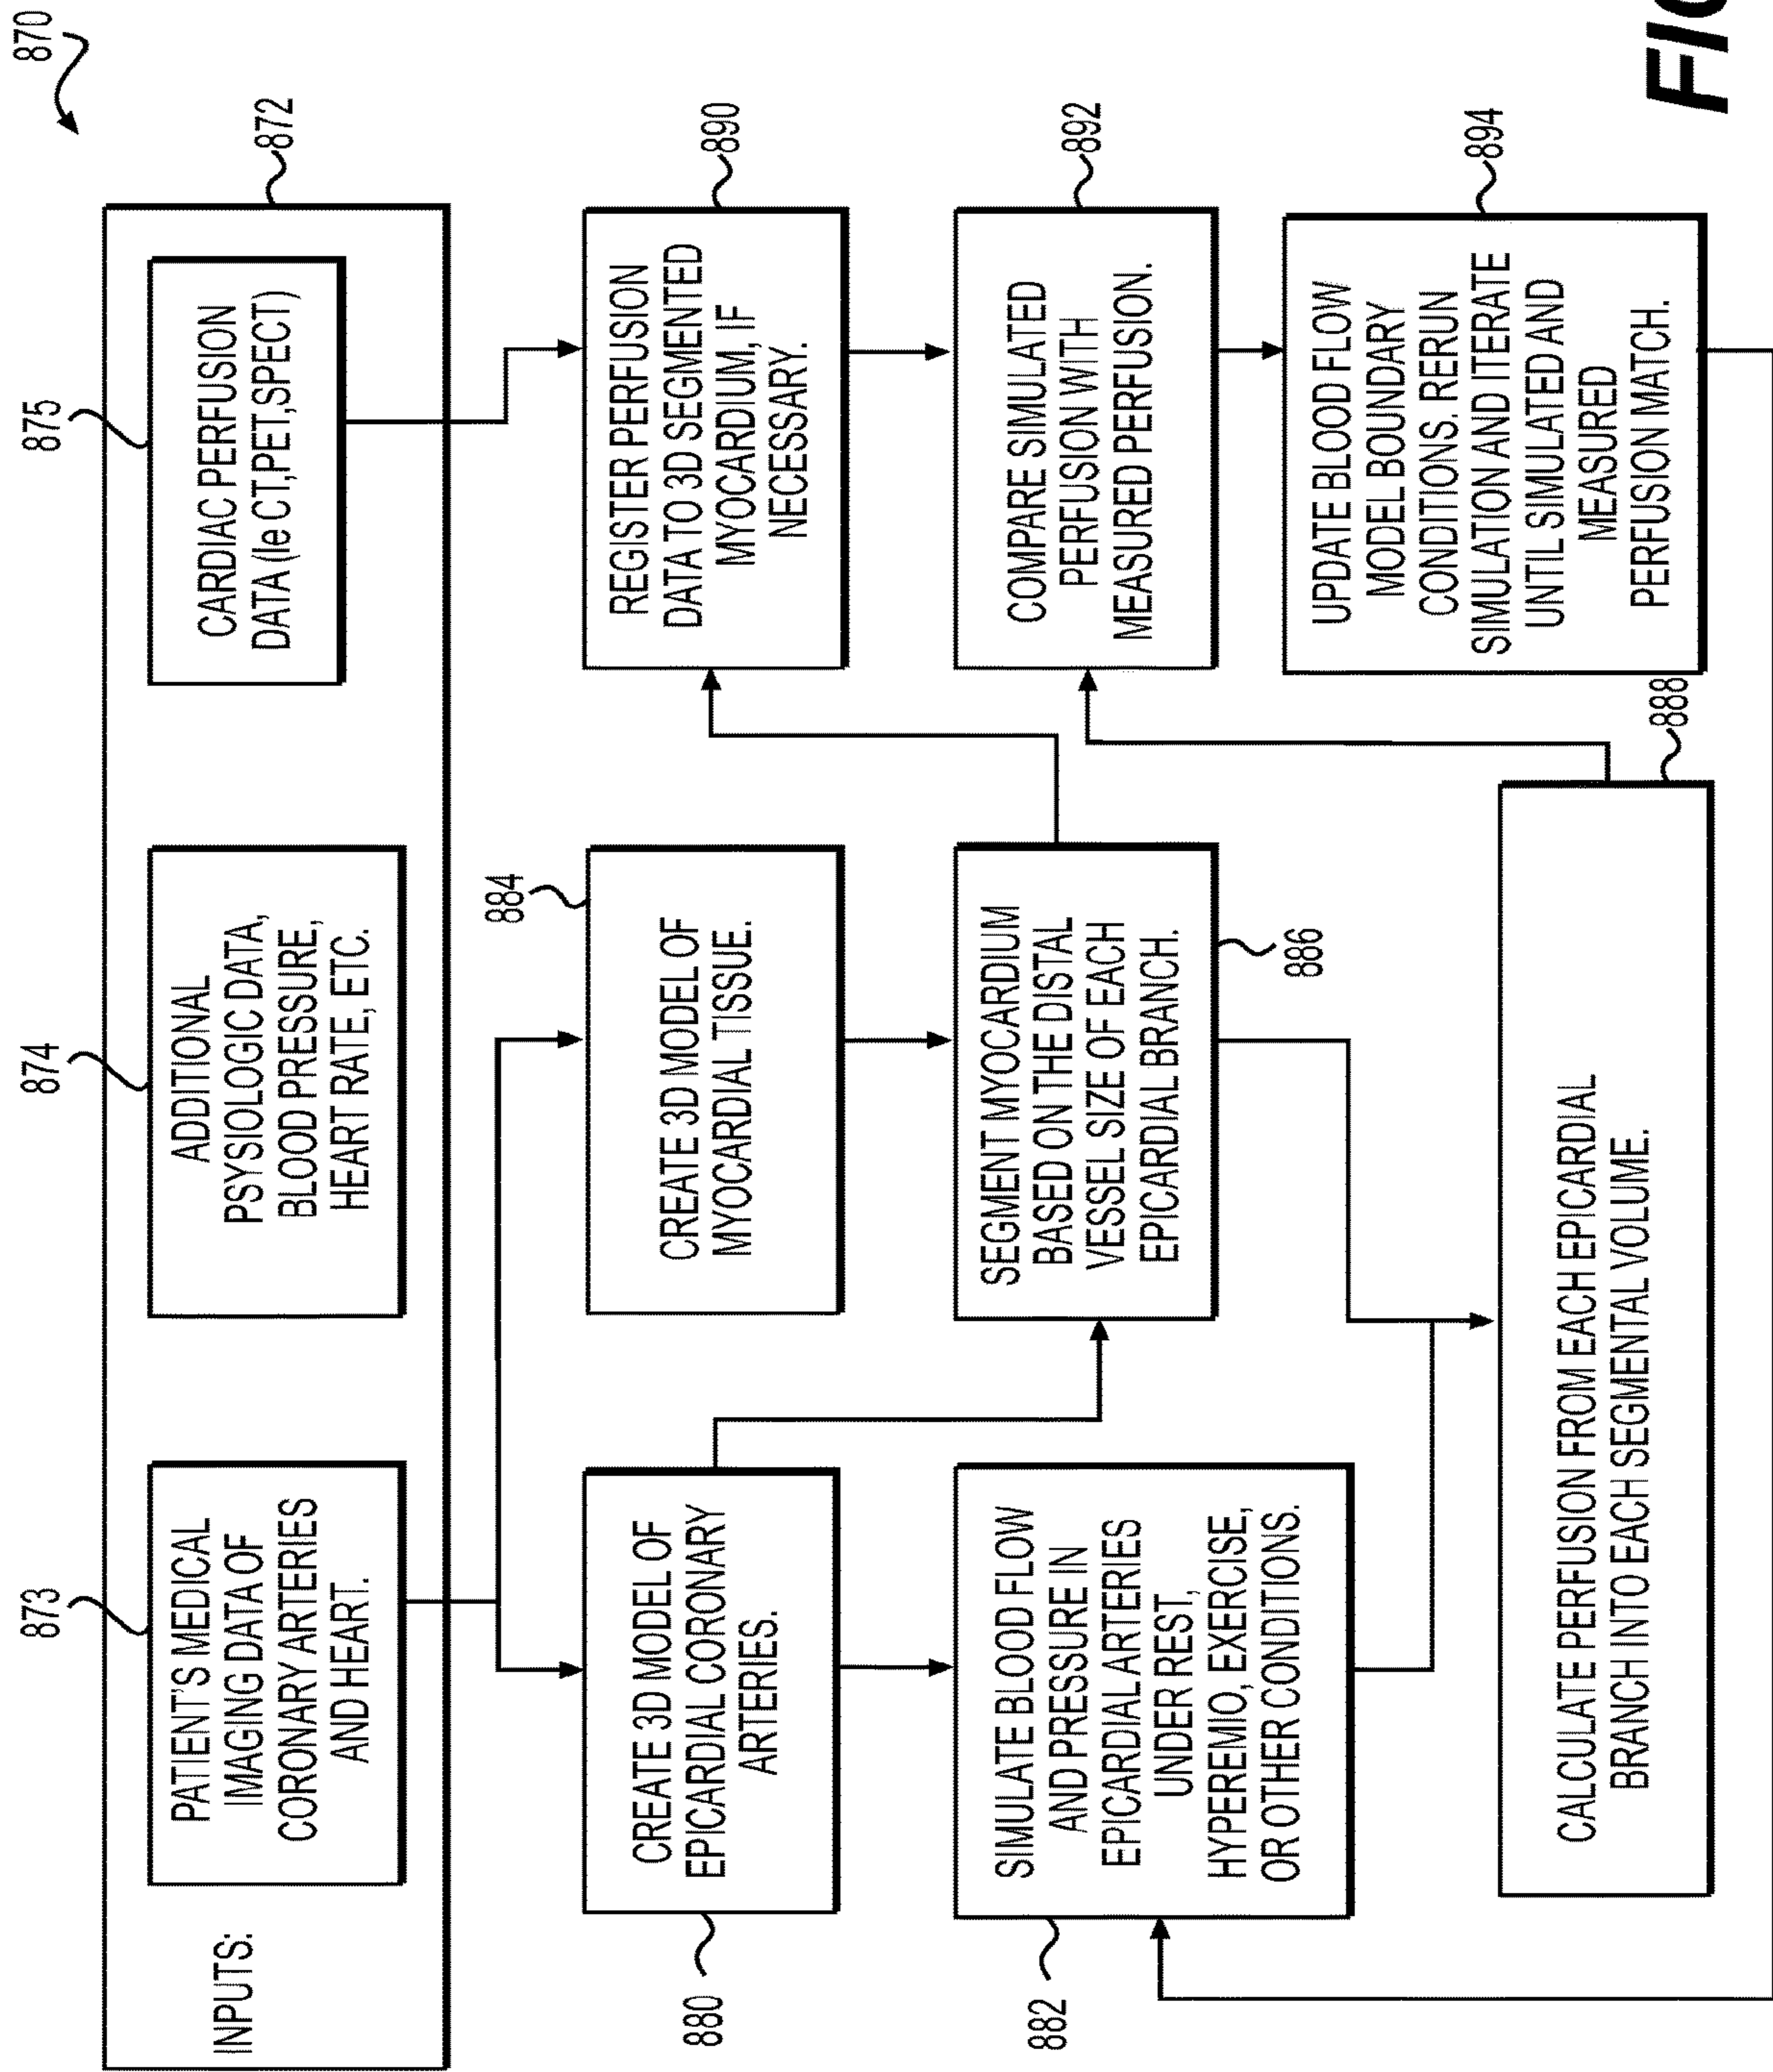 870
872
INPUTS:
873
PATIENT'S MEDICAL
IMAGING DATA OF
CORONARY ARTERIES
AND HEART.
874
ADDITIONAL
PSYSIOLOGIC DATA,
BLOOD PRESSURE,
HEART RATE, ETC.
875
CARDIAC PERFUSION
DATA (Ie CT,PET,SPECT)
880
CREATE 3D MODEL OF
EPICARDIAL CORONARY
ARTERIES.
884
CREATE 3D MODEL OF
MYOCARDIAL TISSUE.
890
REGISTER PERFUSION
DATA TO 3D SEGMENTED
MYOCARDIUM, IF
NECESSARY.
882
SIMULATE BLOOD FLOW
AND PRESSURE IN
EPICARDIAL ARTERIES
UNDER REST,
HYPEREMIO, EXERCISE,
OR OTHER CONDITIONS.
886
SEGMENT MYOCARDIUM
BASED ON THE DISTAL
VESSEL SIZE OF EACH
EPICARDIAL BRANCH.
892
COMPARE SIMULATED
PERFUSION WITH
MEASURED PERFUSION.
894
UPDATE BLOOD FLOW
MODEL BOUNDARY
CONDITIONS. RERUN
SIMULATION AND ITERATE
UNTIL SIMULATED AND
MEASURED
PERFUSION MATCH.
888
CALCULATE PERFUSION FROM EACH EPICARDIAL
BRANCH INTO EACH SEGMENTAL VOLUME.